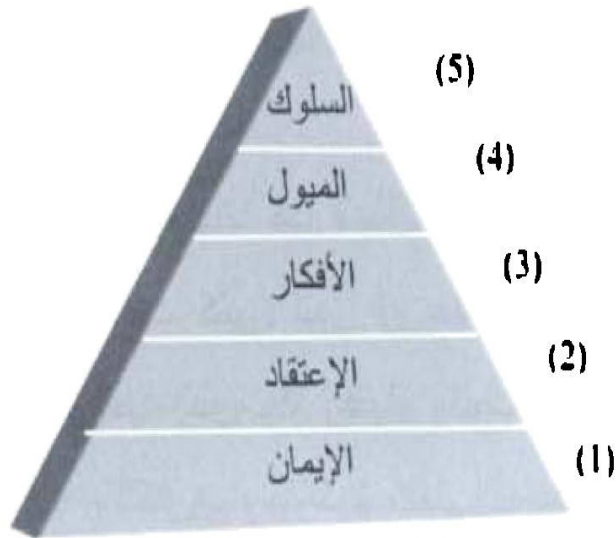 السلوك (5)
الميول (4)
الأفكار (3)
الإعتقاد (2)
الإيمان (1)